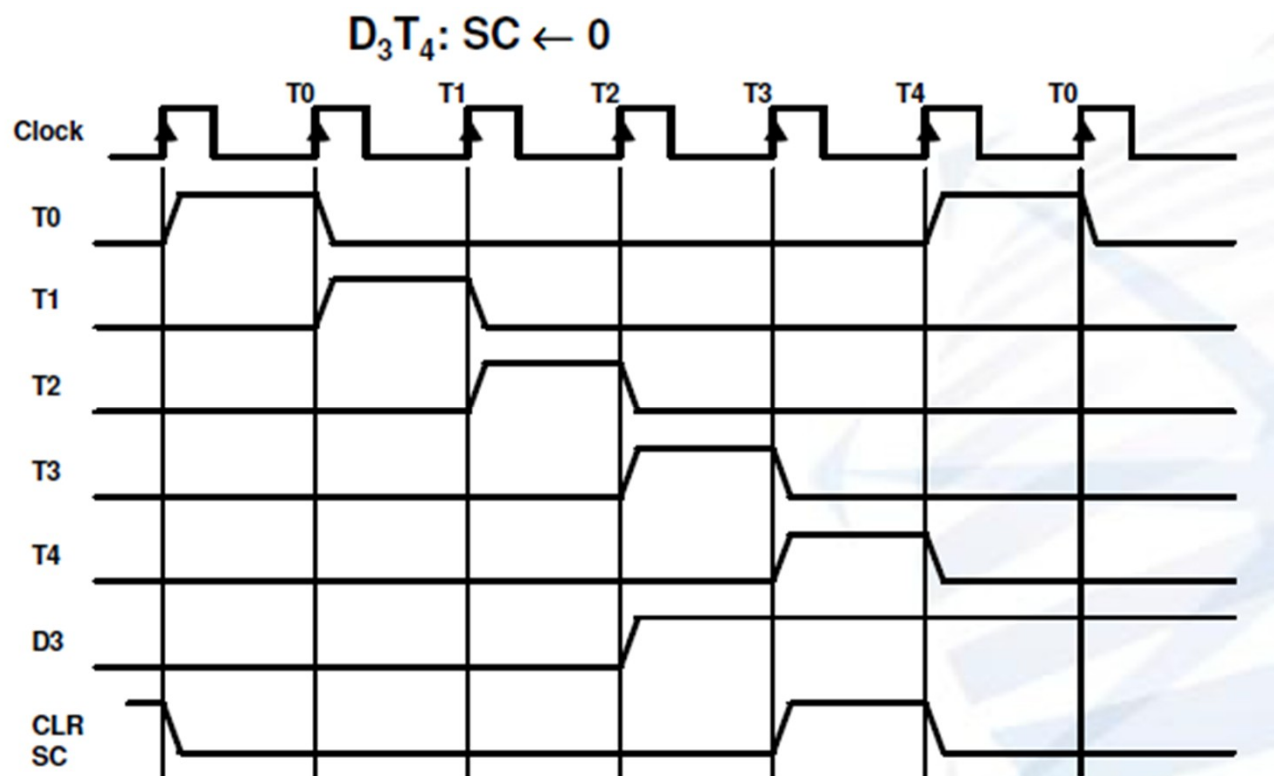 D₃T₄: SC ← 0
T0 T1 T2 T3 T4 T0
Clock
T0
T1
T2
T3
T4
D3
CLR
SC